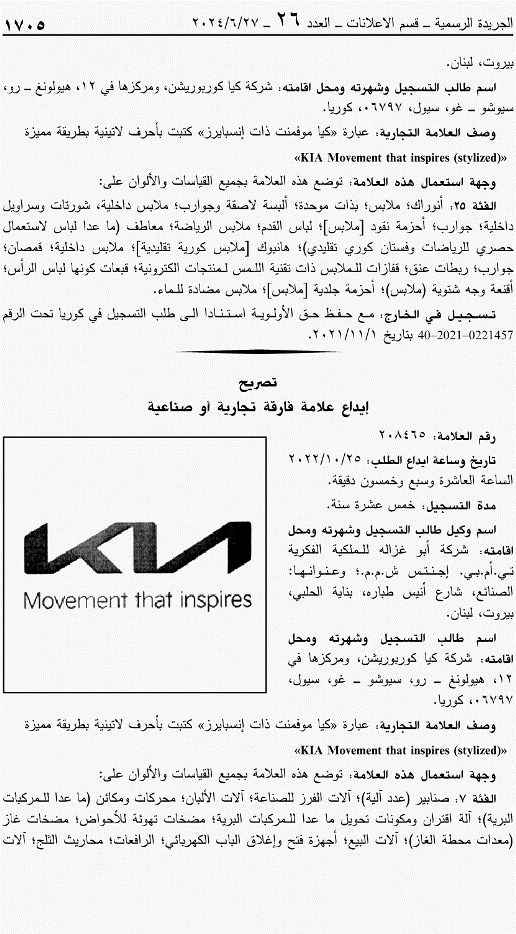 الجريدة الرسمية ـ قسم الاعلانات ـ العدد ٢٦ ـ ٢٠٢٤/٦/٢٧
١٧٠٥
بيروت، لبنان.
اسم طالب التسجيل وشهرته ومحل اقامته: شركة كيا كوربوريشن، ومركزها في ١٢، هيولونغ ـ رو،
سيوشو ـ غو، سيول، ٠٦٧٩٧، كوريا.
وصف العلامة التجارية: عبارة «كيا موفمنت ذات إنسبايرز» كتبت بأحرف لاتينية بطريقة مميزة
«KIA Movement that inspires (stylized)»
وجهة استعمال هذه العلامة: توضع هذه العلامة بجميع القياسات والألوان على:
الفئة ٢٥: أنوراك؛ ملابس؛ بذات موحدة؛ ألبسة لاصقة وجوارب؛ ملابس داخلية، شورتات وسراويل
داخلية؛ جوارب؛ أحزمة نقود [ملابس]؛ لباس القدم؛ ملابس الرياضة؛ معاطف (ما عدا لباس لاستعمال
حصري للرياضات وفستان كوري تقليدي)؛ هانبوك [ملابس كورية تقليدية]؛ ملابس داخلية؛ قمصان؛
جوارب؛ ربطات عنق؛ قفازات للملابس ذات تقنية اللمس لمنتجات الكترونية؛ قبعات كونها لباس الرأس؛
أقنعة وجه شتوية (ملابس)؛ أحزمة جلدية [ملابس]؛ ملابس مضادة للماء.
تسجيل في الخارج: مع حفظ حق الأولوية استنادا الى طلب التسجيل في كوريا تحت الرقم
40-2021-0221457 بتاريخ ٢٠٢١/١١/١.
تصريح
إيداع علامة فارقة تجارية أو صناعية
KIA
Movement that inspires
رقم العلامة: ٢٠٨٤٦٥
تاريخ وساعة ايداع الطلب: ٢٠٢٢/١٠/٢٥
الساعة العاشرة وسبع وخمسون دقيقة.
مدة التسجيل: خمس عشرة سنة.
اسم وكيل طالب التسجيل وشهرته ومحل
اقامته: شركة أبو غزاله للملكية الفكرية
تي.أم.بي. إجنتس ش.م.م.؛ وعنوانها:
الصنائع، شارع أنيس طباره، بناية الحلبي،
بيروت، لبنان.
اسم طالب التسجيل وشهرته ومحل
اقامته: شركة كيا كوربوريشن، ومركزها في
١٢، هيولونغ ـ رو، سيوشو ـ غو، سيول،
٠٦٧٩٧، كوريا.
وصف العلامة التجارية: عبارة «كيا موفمنت ذات إنسبايرز» كتبت بأحرف لاتينية بطريقة مميزة
«KIA Movement that inspires (stylized)»
وجهة استعمال هذه العلامة: توضع هذه العلامة بجميع القياسات والألوان على:
الفئة ٧: صنابير (عدد آلية)؛ آلات الفرز للصناعة؛ آلات الألبان؛ محركات ومكائن (ما عدا للمركبات
البرية)؛ آلة اقتران ومكونات تحويل ما عدا للمركبات البرية؛ مضخات تهوئة للأحواض؛ مضخات غاز
(معدات محطة الغاز)؛ آلات البيع؛ أجهزة فتح وإغلاق الباب الكهربائي؛ الرافعات؛ محاريث الثلج؛ آلات